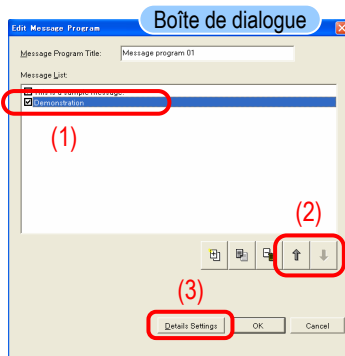 Boîte de dialogue
Edit Message Program
Message Program Title: Message program 01
Message List:
This is a sample message.
Demonstration
(1)
(2)
(3)
Details Settings OK Cancel